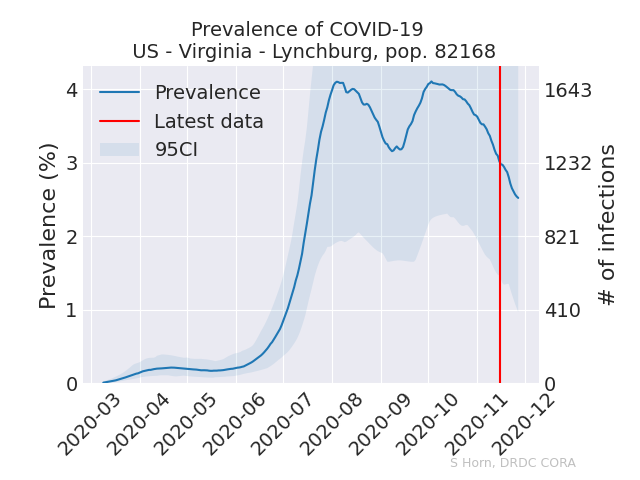 Prevalence of COVID-19
US - Virginia - Lynchburg, pop. 82168
Prevalence
Latest data
95CI
Prevalence (%)
4
3
2
1
0
1643
1232
821
410
0
# of infections
2020-03
2020-04
2020-05
2020-06
2020-07
2020-08
2020-09
2020-10
2020-11
2020-12
S Horn, DRDC CORA